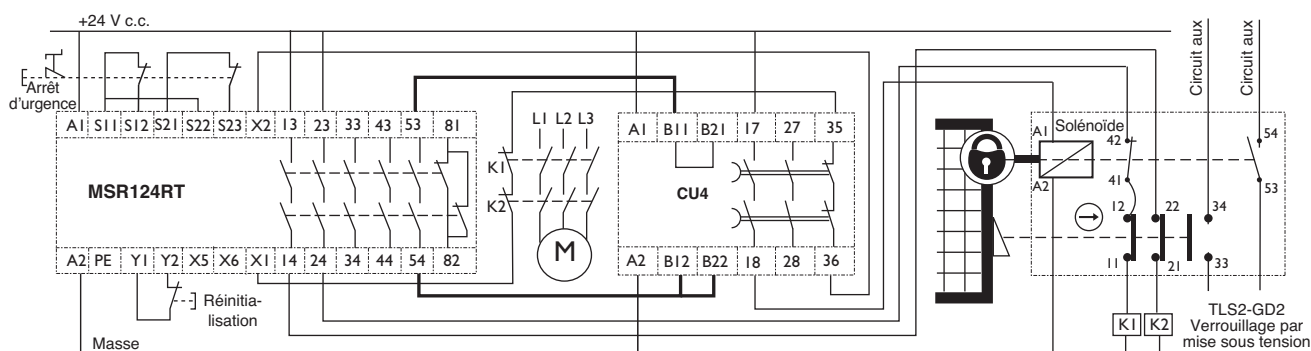 +24 V c.c.
Arrêt
d'urgence
A1 S11 S12 S21 S22 S23 X2 13 23 33 43 53 81
MSR124RT
A2 PE Y1 Y2 X5 X6 X1 14 24 34 44 54 82
Réinitia-
lisation
Masse
L1 L2 L3
K1
K2
M
A1 B11 B21 17 27 35
CU4
A2 B12 B22 18 28 36
Circuit aux
Circuit aux
A1 Solénoïde
A2
42
41
54
53
12 22 34
11 21 33
K1 K2
TLS2-GD2
Verrouillage par
mise sous tension